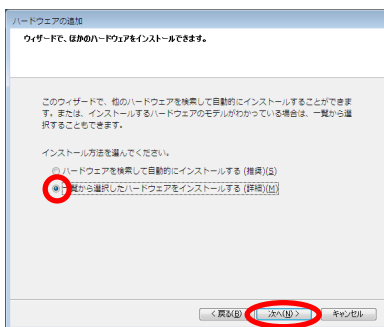 ハードウェアの追加
ウィザードで、ほかのハードウェアをインストールできます。
このウィザードで、他のハードウェアを検索して自動的にインストールすることができま
す。または、インストールするハードウェアのモデルがわかっている場合は、一覧から選
択することもできます。
インストール方法を選んでください。
ハードウェアを検索して自動的にインストールする (推奨)(S)
一覧から選択したハードウェアをインストールする (詳細)(M)
< 戻る(B) 次へ(N) > キャンセル